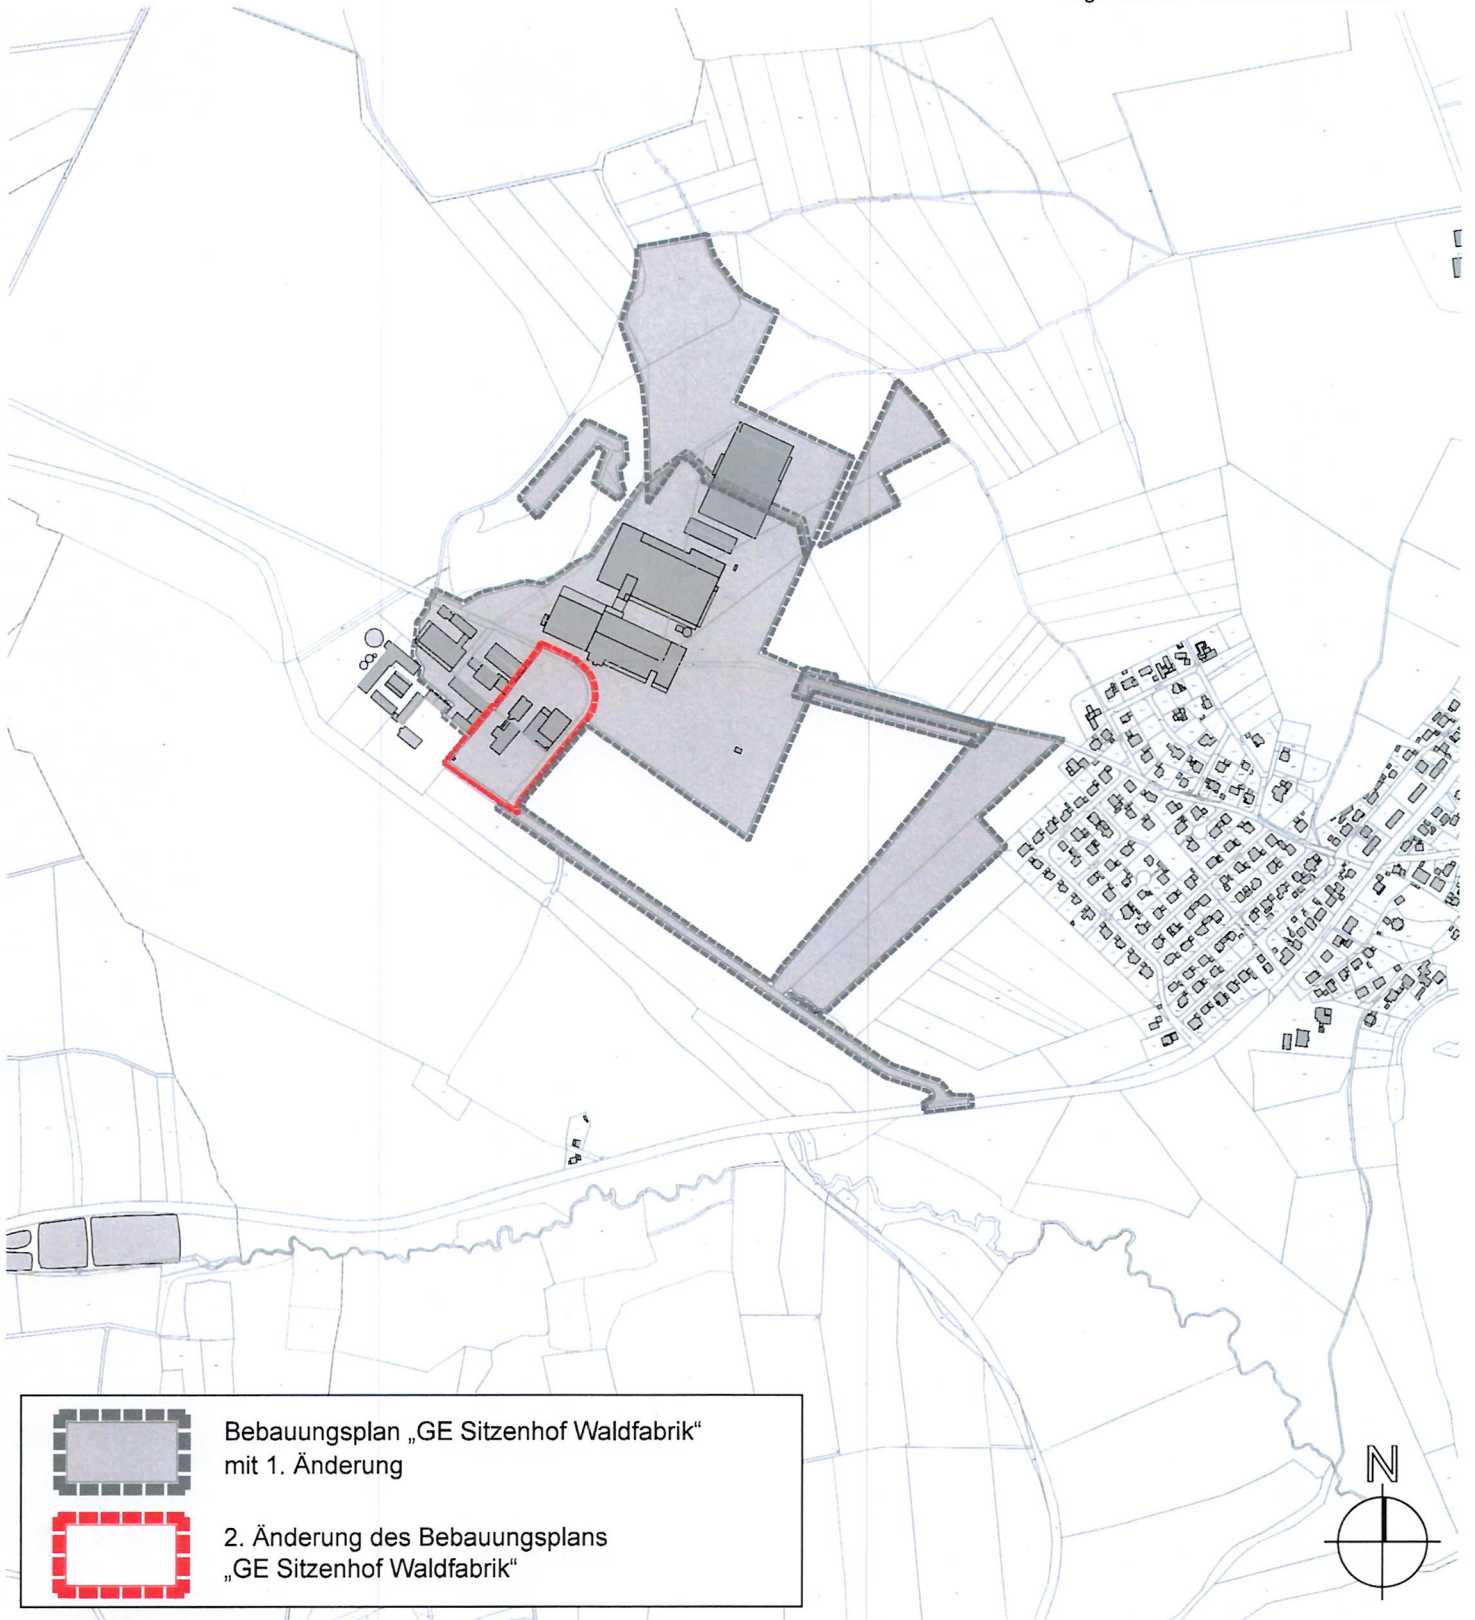 Bebauungsplan „GE Sitzenhof Waldfabrik“
mit 1. Änderung
2. Änderung des Bebauungsplans
„GE Sitzenhof Waldfabrik“
N